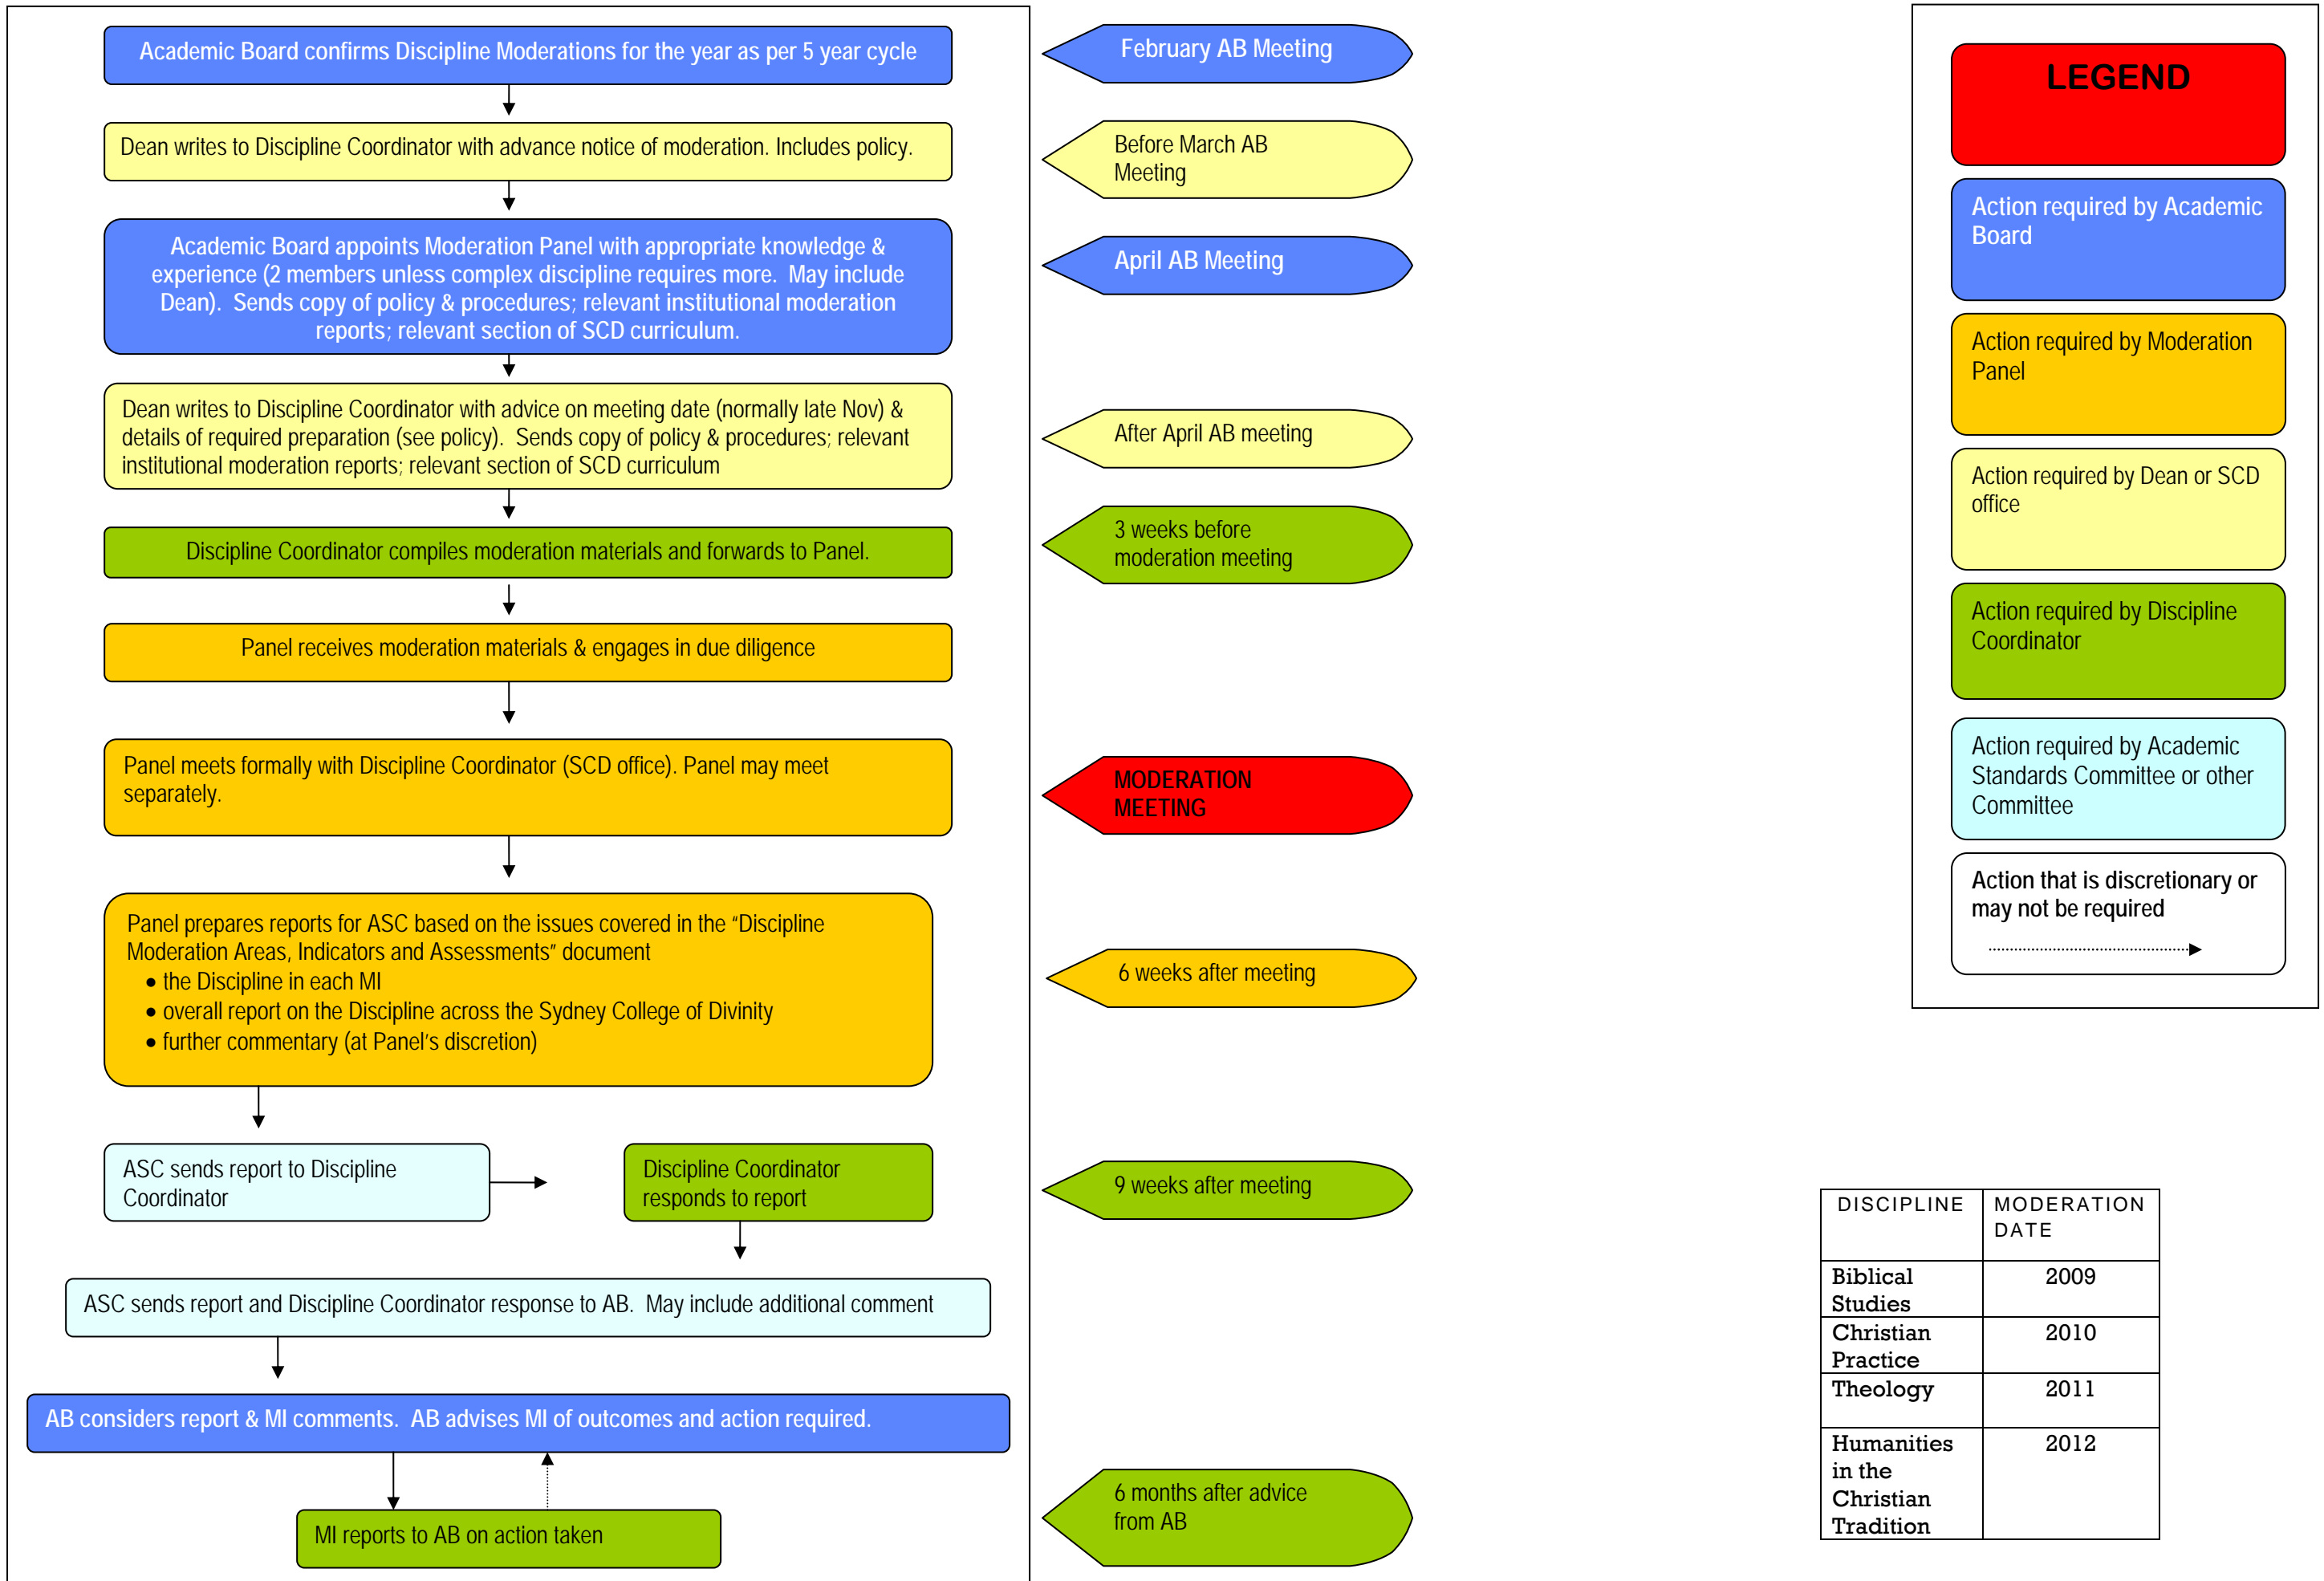 Academic Board confirms Discipline Moderations for the year as per 5 year cycle
Dean writes to Discipline Coordinator with advance notice of moderation. Includes policy.
Academic Board appoints Moderation Panel with appropriate knowledge &
experience (2 members unless complex discipline requires more. May include
Dean). Sends copy of policy & procedures; relevant institutional moderation
reports; relevant section of SCD curriculum.
Dean writes to Discipline Coordinator with advice on meeting date (normally late Nov) &
details of required preparation (see policy). Sends copy of policy & procedures; relevant
institutional moderation reports; relevant section of SCD curriculum
Discipline Coordinator compiles moderation materials and forwards to Panel.
Panel receives moderation materials & engages in due diligence
Panel meets formally with Discipline Coordinator (SCD office). Panel may meet
separately.
Panel prepares reports for ASC based on the issues covered in the “Discipline
Moderation Areas, Indicators and Assessments” document
• the Discipline in each MI
• overall report on the Discipline across the Sydney College of Divinity
• further commentary (at Panel’s discretion)
ASC sends report to Discipline
Coordinator
Discipline Coordinator
responds to report
ASC sends report and Discipline Coordinator response to AB. May include additional comment
AB considers report & MI comments. AB advises MI of outcomes and action required.
MI reports to AB on action taken
February AB Meeting
Before March AB
Meeting
April AB Meeting
After April AB meeting
3 weeks before
moderation meeting
MODERATION
MEETING
6 weeks after meeting
9 weeks after meeting
6 months after advice
from AB
LEGEND
Action required by Academic
Board
Action required by Moderation
Panel
Action required by Dean or SCD
office
Action required by Discipline
Coordinator
Action required by Academic
Standards Committee or other
Committee
Action that is discretionary or
may not be required
DISCIPLINE MODERATION
DATE
Biblical 2009
Studies
Christian 2010
Practice
Theology 2011
Humanities 2012
in the
Christian
Tradition